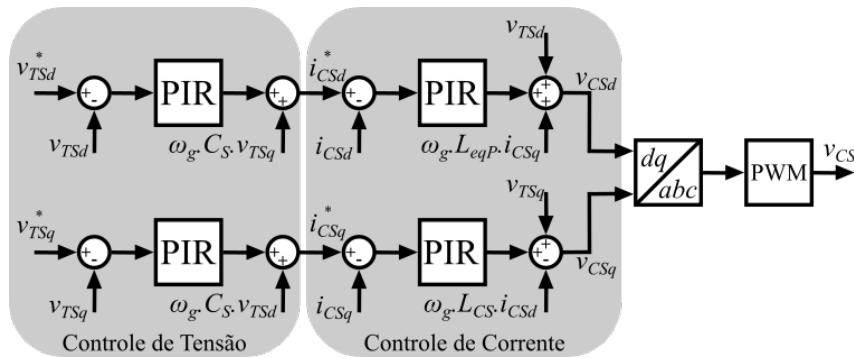 v*TSd
vTSd
+
-
PIR
ωg.CS.vTSq
+
+
i*CSd
iCSd
+
-
PIR
ωg.LeqP.iCSq
vTSd
+
+
+
vCSd
v*TSq
vTSq
+
-
PIR
ωg.CS.vTSd
+
+
i*CSq
iCSq
+
-
PIR
ωg.LCS.iCSd
vTSq
+
+
-
vCSq
dq
abc
PWM
vCS
Controle de Tensão
Controle de Corrente